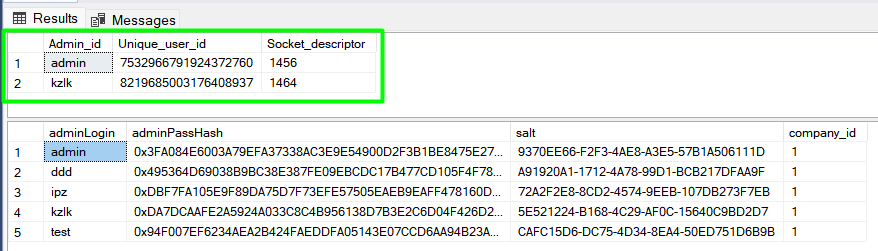 Results Messages
Admin_id Unique_user_id Socket_descriptor
1 admin 7532966791924372760 1456
2 kzlk 8219685003176408937 1464
adminLogin adminPassHash salt company_id
1 admin 0x3FA084E6003A79EFA37338AC3E9E54900D2F3B1BE8475E27... 9370EE66-F2F3-4AE8-A3E5-57B1A506111D 1
2 ddd 0x495364D69038B9BC38E387FE09EBCDC17B477CD105F4F78... A91920A1-1712-4A78-99D1-BCB217DFAA9F 1
3 ipz 0xDBF7FA105E9F89DA75D7F73EFE57505EAEB9EAFF478160D... 72A2F2E8-8CD2-4574-9EEB-107DB273F7EB 1
4 kzlk 0xDA7DCAAFE2A5924A033C8C4B956138D7B3E2C6D04F426D2... 5E521224-B168-4C29-AF0C-15640C9BD2D7 1
5 test 0x94F007EF6234AEA2B424FAEDDFA05143E07CCD6AA94B23A... CAFC15D6-DC75-4D34-8EA4-50ED751D6B9B 1